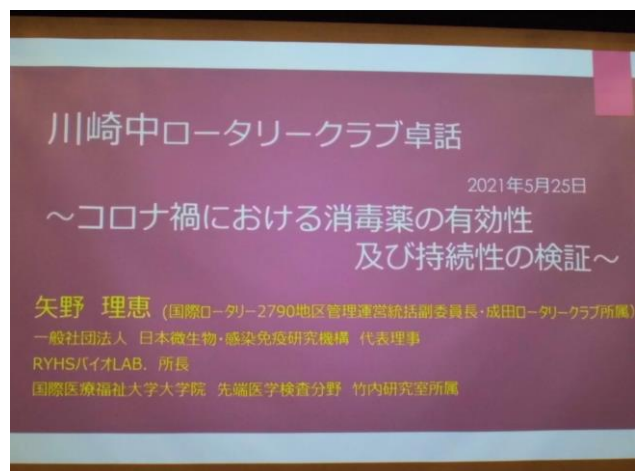 川崎中ロータリークラブ卓話
2021年5月25日
～コロナ禍における消毒薬の有効性
及び持続性の検証～
矢野 理恵 (国際ロータリー2790地区管理運営統括副委員長・成田ロータリークラブ所属)
一般社団法人 日本微生物・感染免疫研究機構 代表理事
RYHSバイオLAB. 所長
国際医療福祉大学大学院 先端医学検査分野 竹内研究室所属